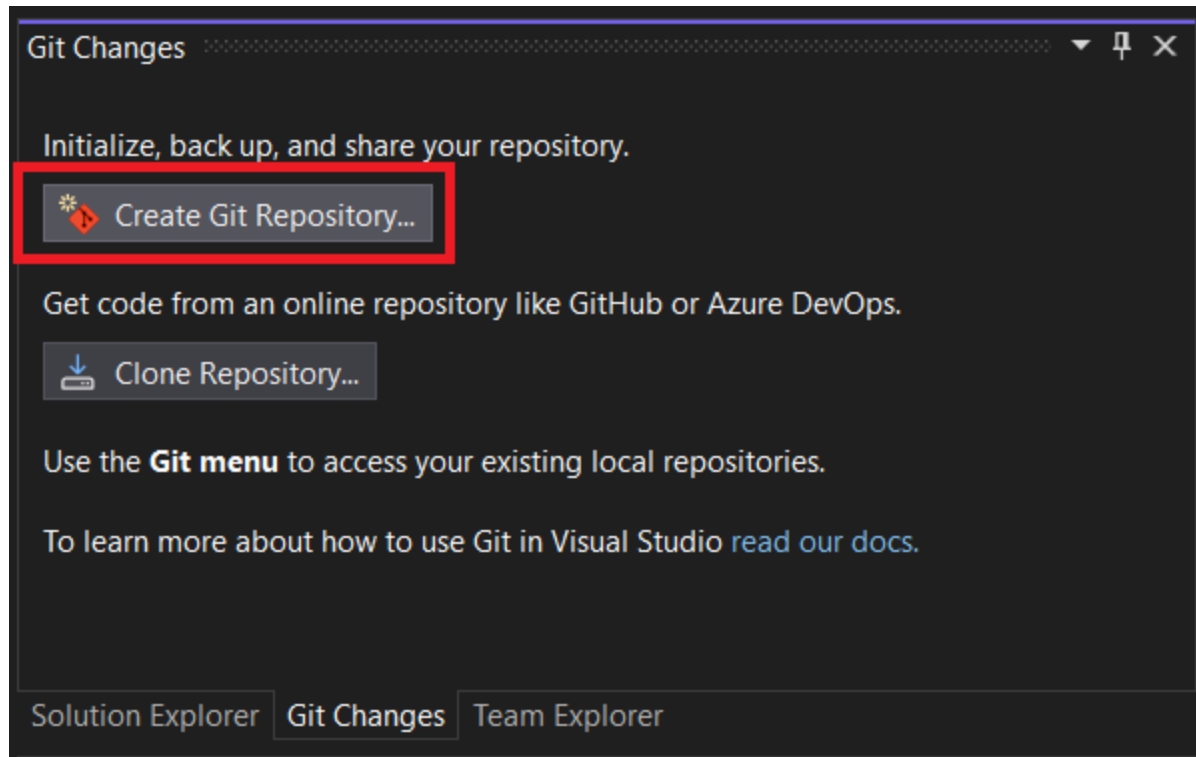 Git Changes
Initialize, back up, and share your repository.
Create Git Repository...
Get code from an online repository like GitHub or Azure DevOps.
Clone Repository...
Use the Git menu to access your existing local repositories.
To learn more about how to use Git in Visual Studio read our docs.
Solution Explorer Git Changes Team Explorer